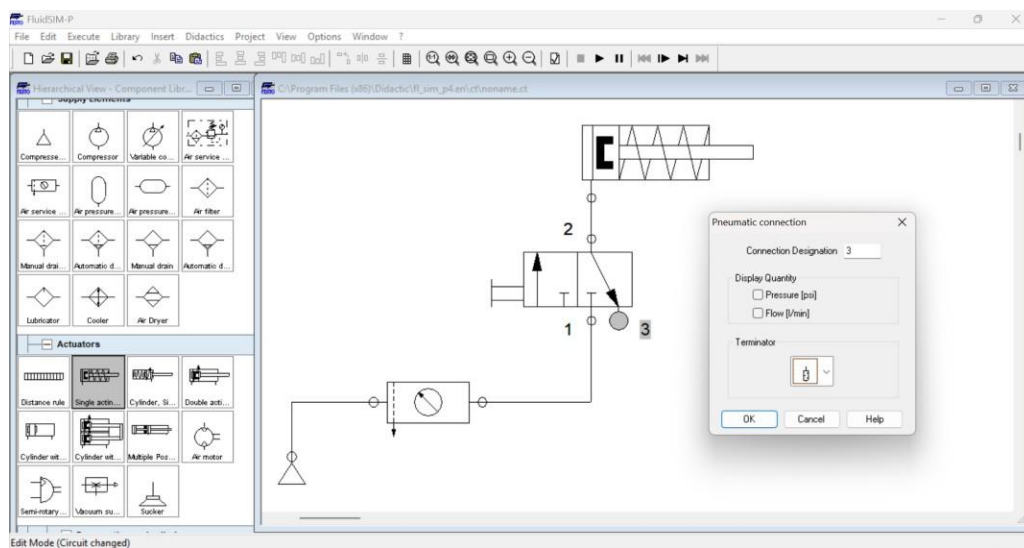 FluidSIM-P
File Edit Execute Library Insert Didactics Project View Options Window ?
Hierarchical View - Component Libr...
C:\Program Files (x86)\Didactic\fl_sim_p4.en\ct\noname.ct
Supply Elements
Compresse... Compressor Variable co... Air service ...
Air service ... Air pressure... Air pressure... Air filter
Manual drai... Automatic d... Manual drain Automatic d...
Lubricator Cooler Air Dryer
Actuators
Distance rule Single actin... Cylinder, Si... Double acti...
Cylinder wit... Cylinder wit... Multiple Pos... Air motor
Semi-rotary... Vacuum su... Sucker
2
1
3
Pneumatic connection
Connection Designation 3
Display Quantity
Pressure [psi]
Flow [l/min]
Terminator
OK Cancel Help
Edit Mode (Circuit changed)